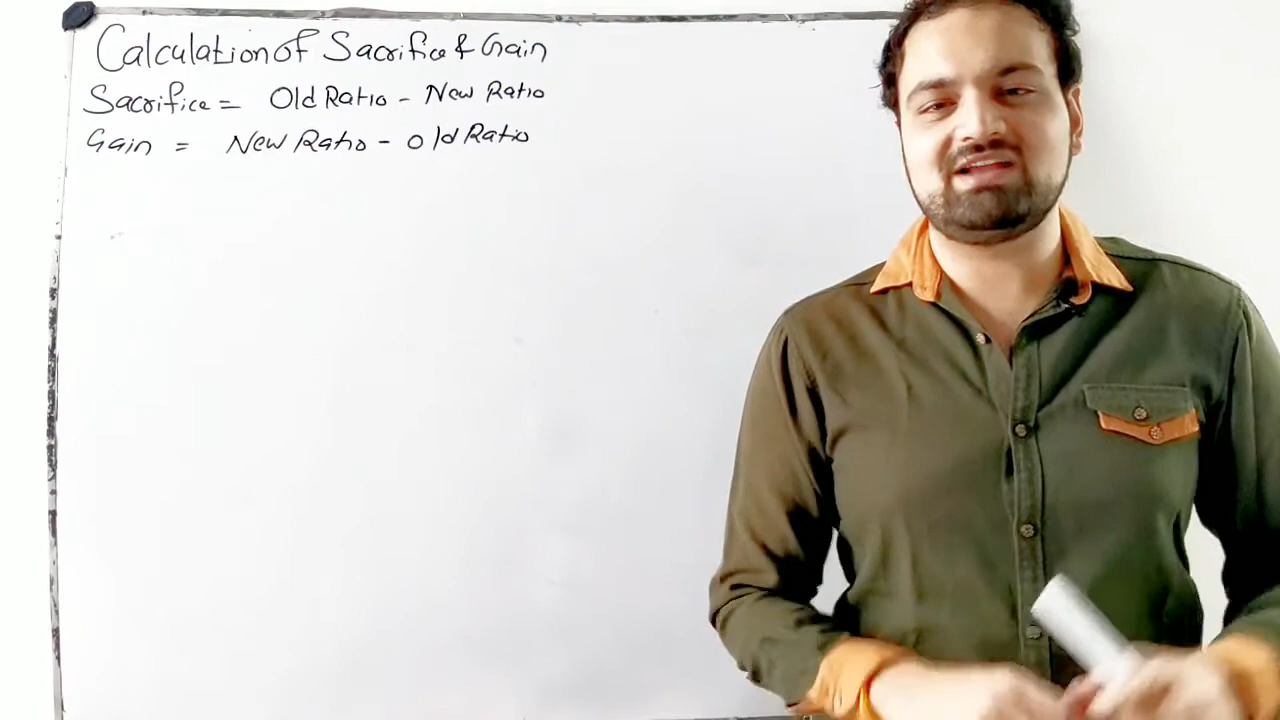 Calculation of Sacrifice & Gain
Sacrifice = Old Ratio - New Ratio
Gain = New Ratio - Old Ratio